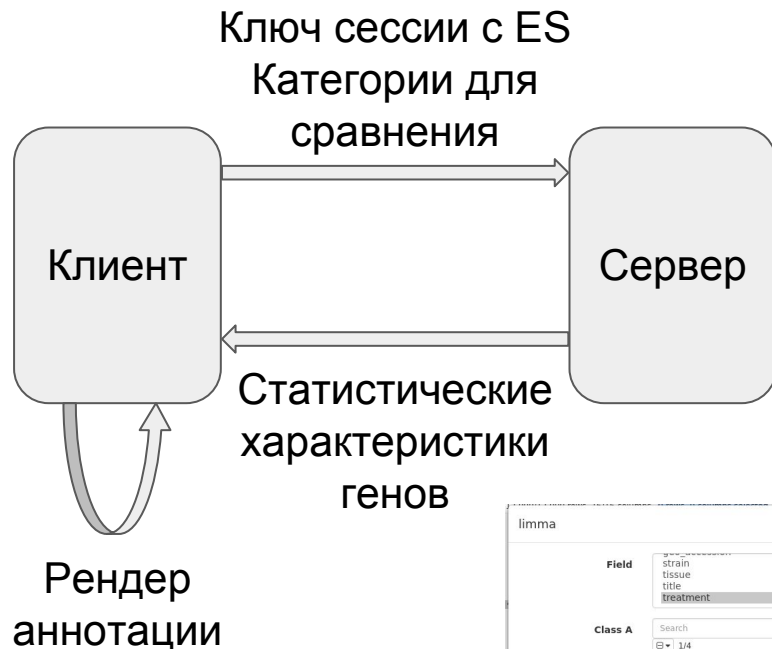 Ключ сессии с ES
Категории для
сравнения
Клиент
Сервер
Статистические
характеристики
генов
Рендер
аннотации
limma
Field
strain
tissue
title
treatment
Class A
Search
1/4